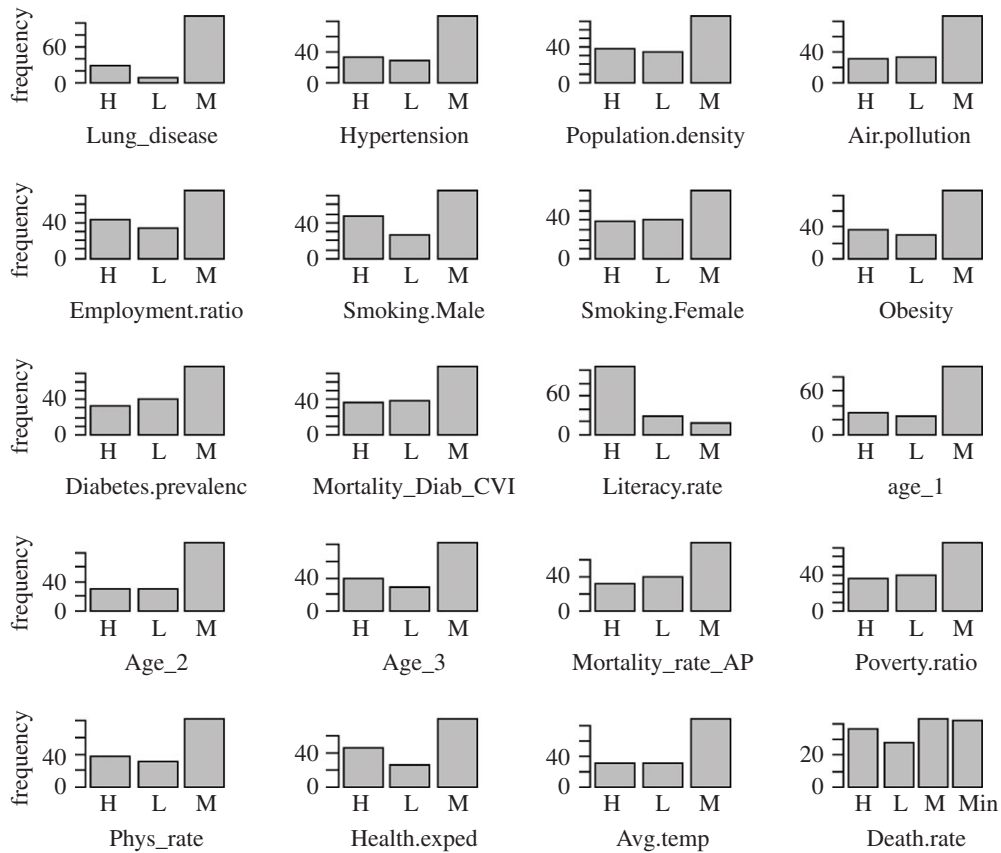 frequency
60
0
H L M
Lung_disease
40
0
H L M
Hypertension
40
0
H L M
Population.density
40
0
H L M
Air.pollution
frequency
40
0
H L M
Employment.ratio
40
0
H L M
Smoking.Male
40
0
H L M
Smoking.Female
40
0
H L M
Obesity
frequency
40
0
H L M
Diabetes.prevalenc
40
0
H L M
Mortality_Diab_CVI
60
0
H L M
Literacy.rate
60
0
H L M
age_1
frequency
40
0
H L M
Age_2
40
0
H L M
Age_3
40
0
H L M
Mortality_rate_AP
40
0
H L M
Poverty.ratio
frequency
40
0
H L M
Phys_rate
40
0
H L M
Health.exped
40
0
H L M
Avg.temp
20
0
H L M Min
Death.rate